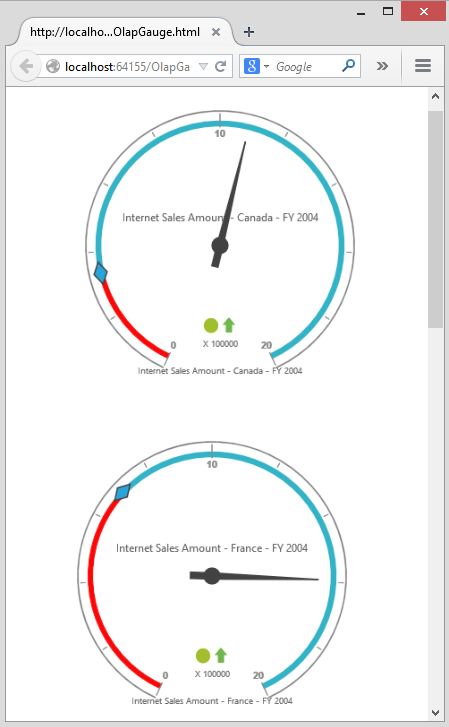 http://localho...OlapGauge.html
localhost:64155/OlapGa
Google
10
Internet Sales Amount - Canada - FY 2004
0
20
X 100000
Internet Sales Amount - Canada - FY 2004
10
Internet Sales Amount - France - FY 2004
0
20
X 100000
Internet Sales Amount - France - FY 2004